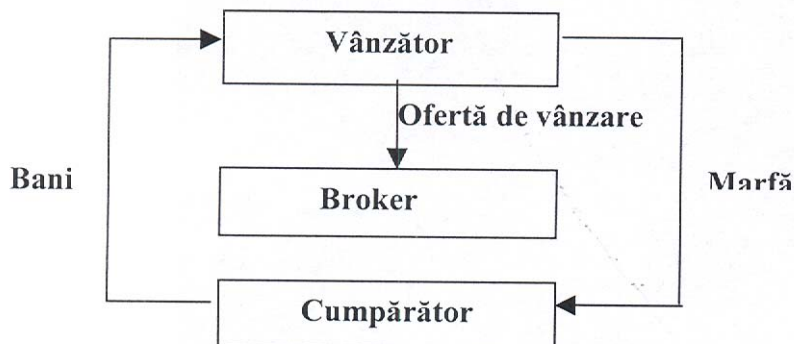 Vânzător
Ofertă de vânzare
Bani
Broker
Marfă
Cumpărător